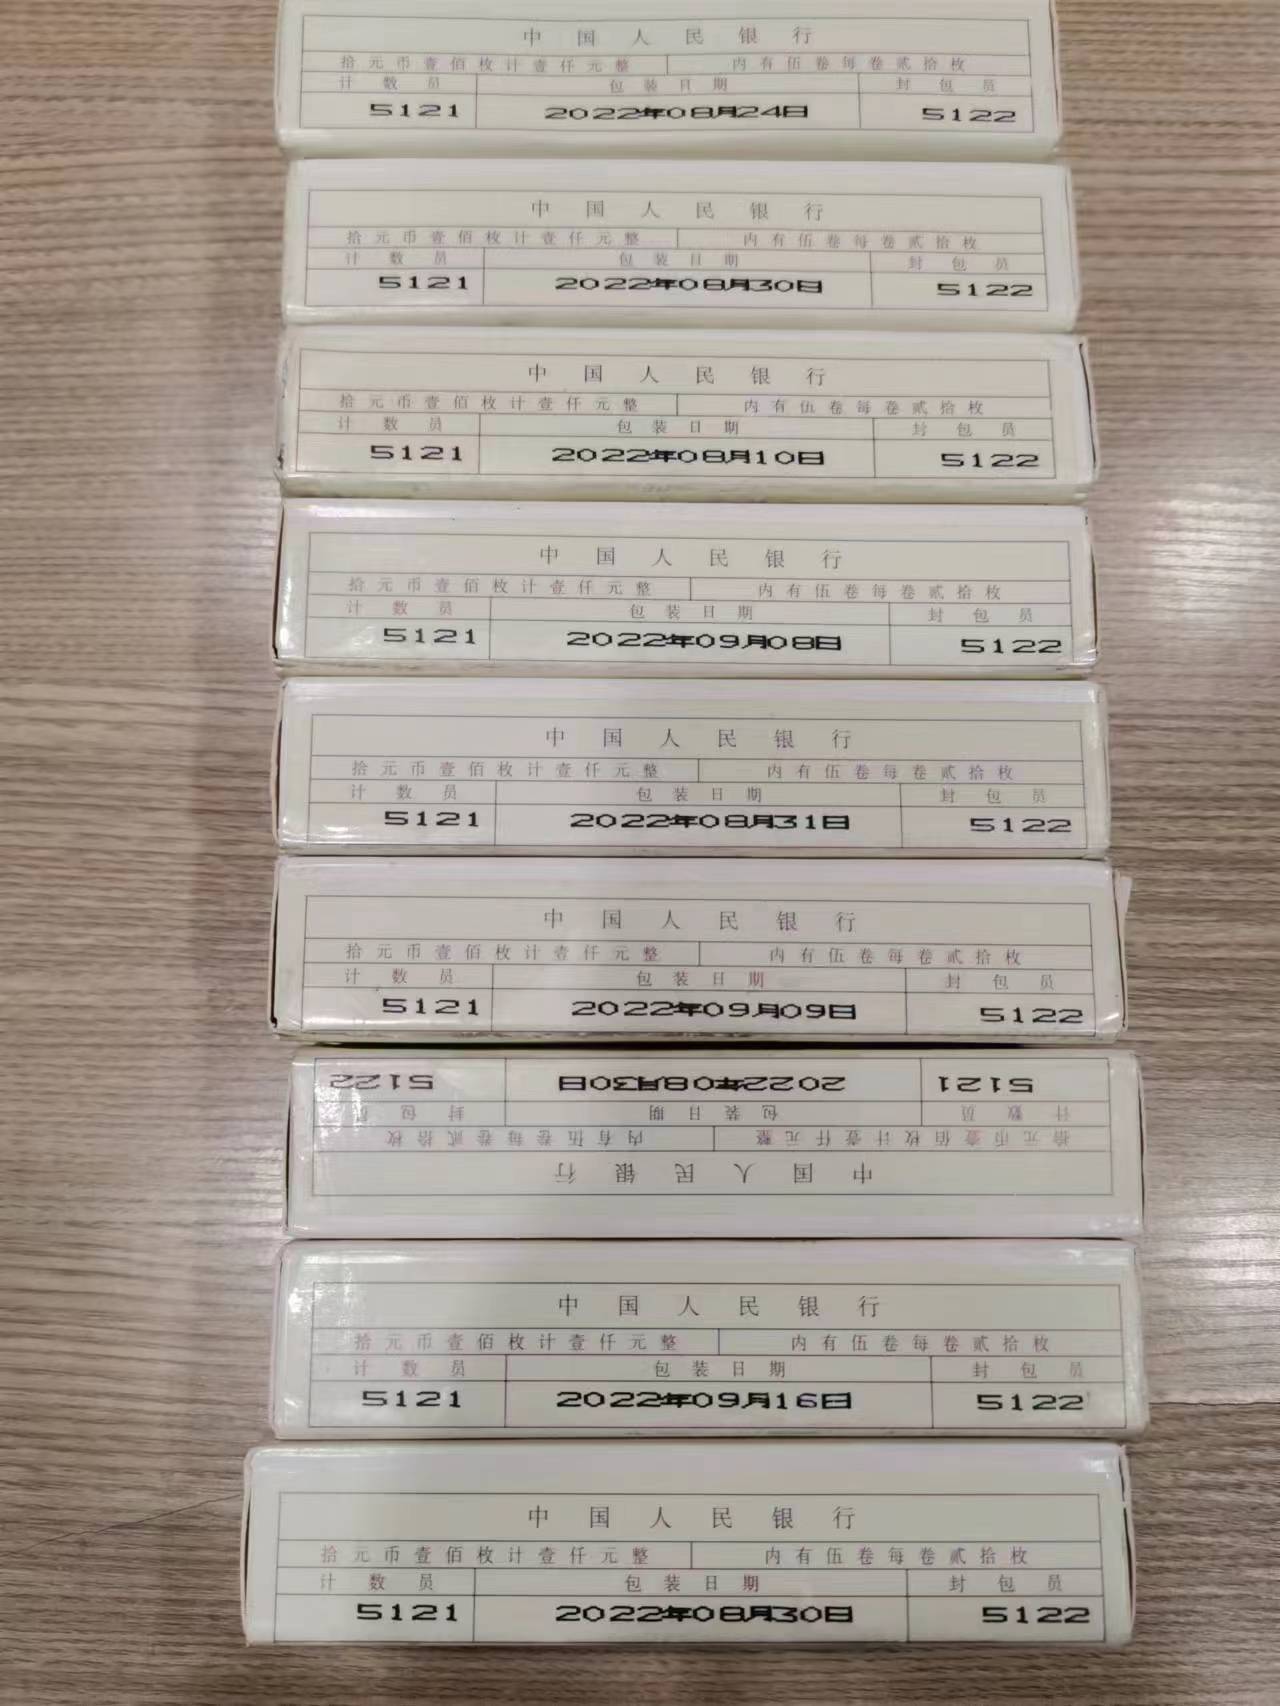 中国人民银行
拾元币壹佰枚计壹仟元整 内有伍卷每卷贰拾枚
计数员 包装日期 封包员
5121 2022年08月24日 5122
中国人民银行
拾元币壹佰枚计壹仟元整 内有伍卷每卷贰拾枚
计数员 包装日期 封包员
5121 2022年08月30日 5122
中国人民银行
拾元币壹佰枚计壹仟元整 内有伍卷每卷贰拾枚
计数员 包装日期 封包员
5121 2022年08月10日 5122
中国人民银行
拾元币壹佰枚计壹仟元整 内有伍卷每卷贰拾枚
计数员 包装日期 封包员
5121 2022年09月08日 5122
中国人民银行
拾元币壹佰枚计壹仟元整 内有伍卷每卷贰拾枚
计数员 包装日期 封包员
5121 2022年08月31日 5122
中国人民银行
拾元币壹佰枚计壹仟元整 内有伍卷每卷贰拾枚
计数员 包装日期 封包员
5121 2022年09月09日 5122
中国人民银行
拾元币壹佰枚计壹仟元整 内有伍卷每卷贰拾枚
计数员 包装日期 封包员
5121 2022年08月30日 5122
中国人民银行
拾元币壹佰枚计壹仟元整 内有伍卷每卷贰拾枚
计数员 包装日期 封包员
5121 2022年09月16日 5122
中国人民银行
拾元币壹佰枚计壹仟元整 内有伍卷每卷贰拾枚
计数员 包装日期 封包员
5121 2022年08月30日 5122